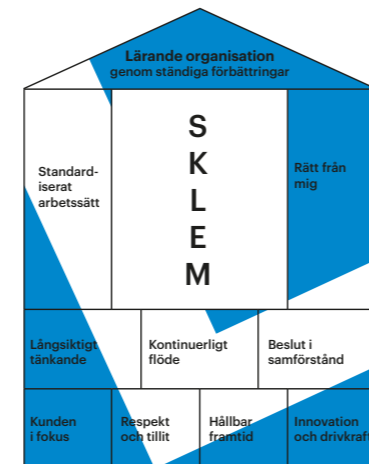 Lärande organisation
genom ständiga förbättringar
Standard-
iserat
arbetssätt
S
K
L
E
M
Rätt från
mig
Långsiktigt
tänkande
Kontinuerligt
flöde
Beslut i
samförstånd
Kunden
i fokus
Respekt
och tillit
Hållbar
framtid
Innovation
och drivkraft